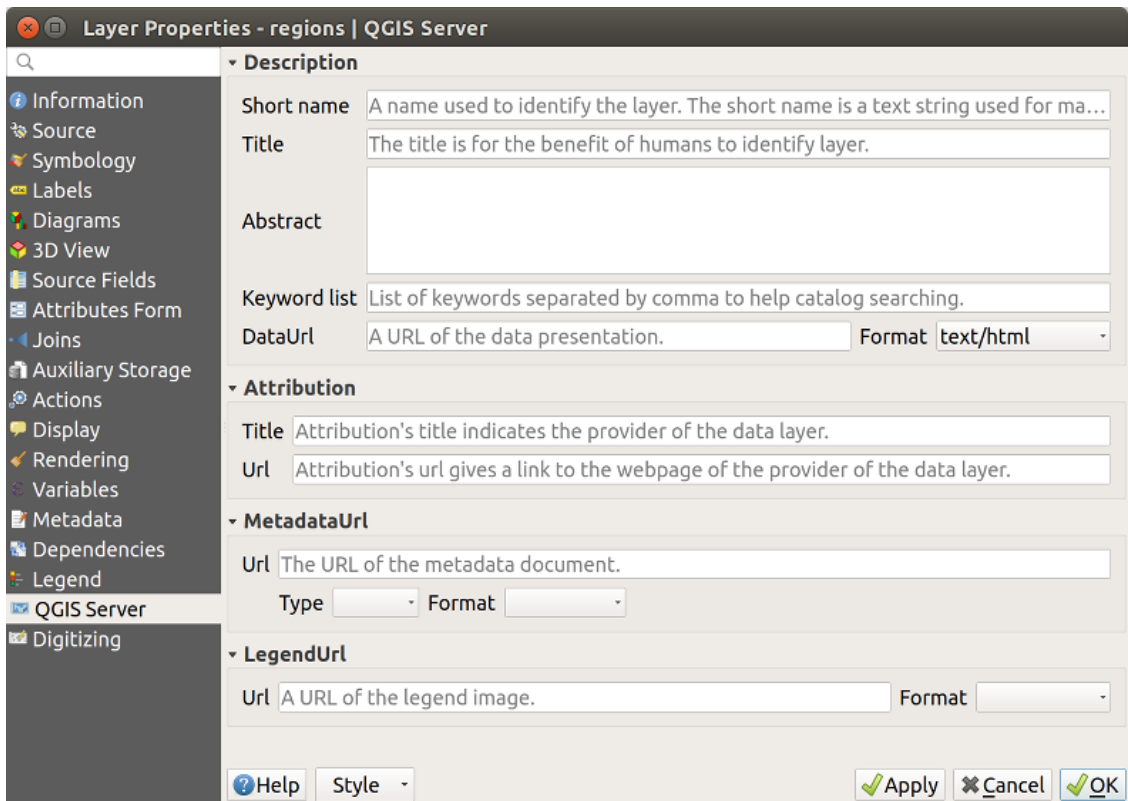 Layer Properties - regions | QGIS Server
Information
Source
Symbology
Labels
Diagrams
3D View
Source Fields
Attributes Form
Joins
Auxiliary Storage
Actions
Display
Rendering
Variables
Metadata
Dependencies
Legend
QGIS Server
Digitizing
Description
Short name A name used to identify the layer. The short name is a text string used for ma...
Title The title is for the benefit of humans to identify layer.
Abstract
Keyword list List of keywords separated by comma to help catalog searching.
DataUrl A URL of the data presentation. Format text/html
Attribution
Title Attribution's title indicates the provider of the data layer.
Url Attribution's url gives a link to the webpage of the provider of the data layer.
MetadataUrl
Url The URL of the metadata document.
Type Format
LegendUrl
Url A URL of the legend image. Format
Help Style Apply Cancel OK